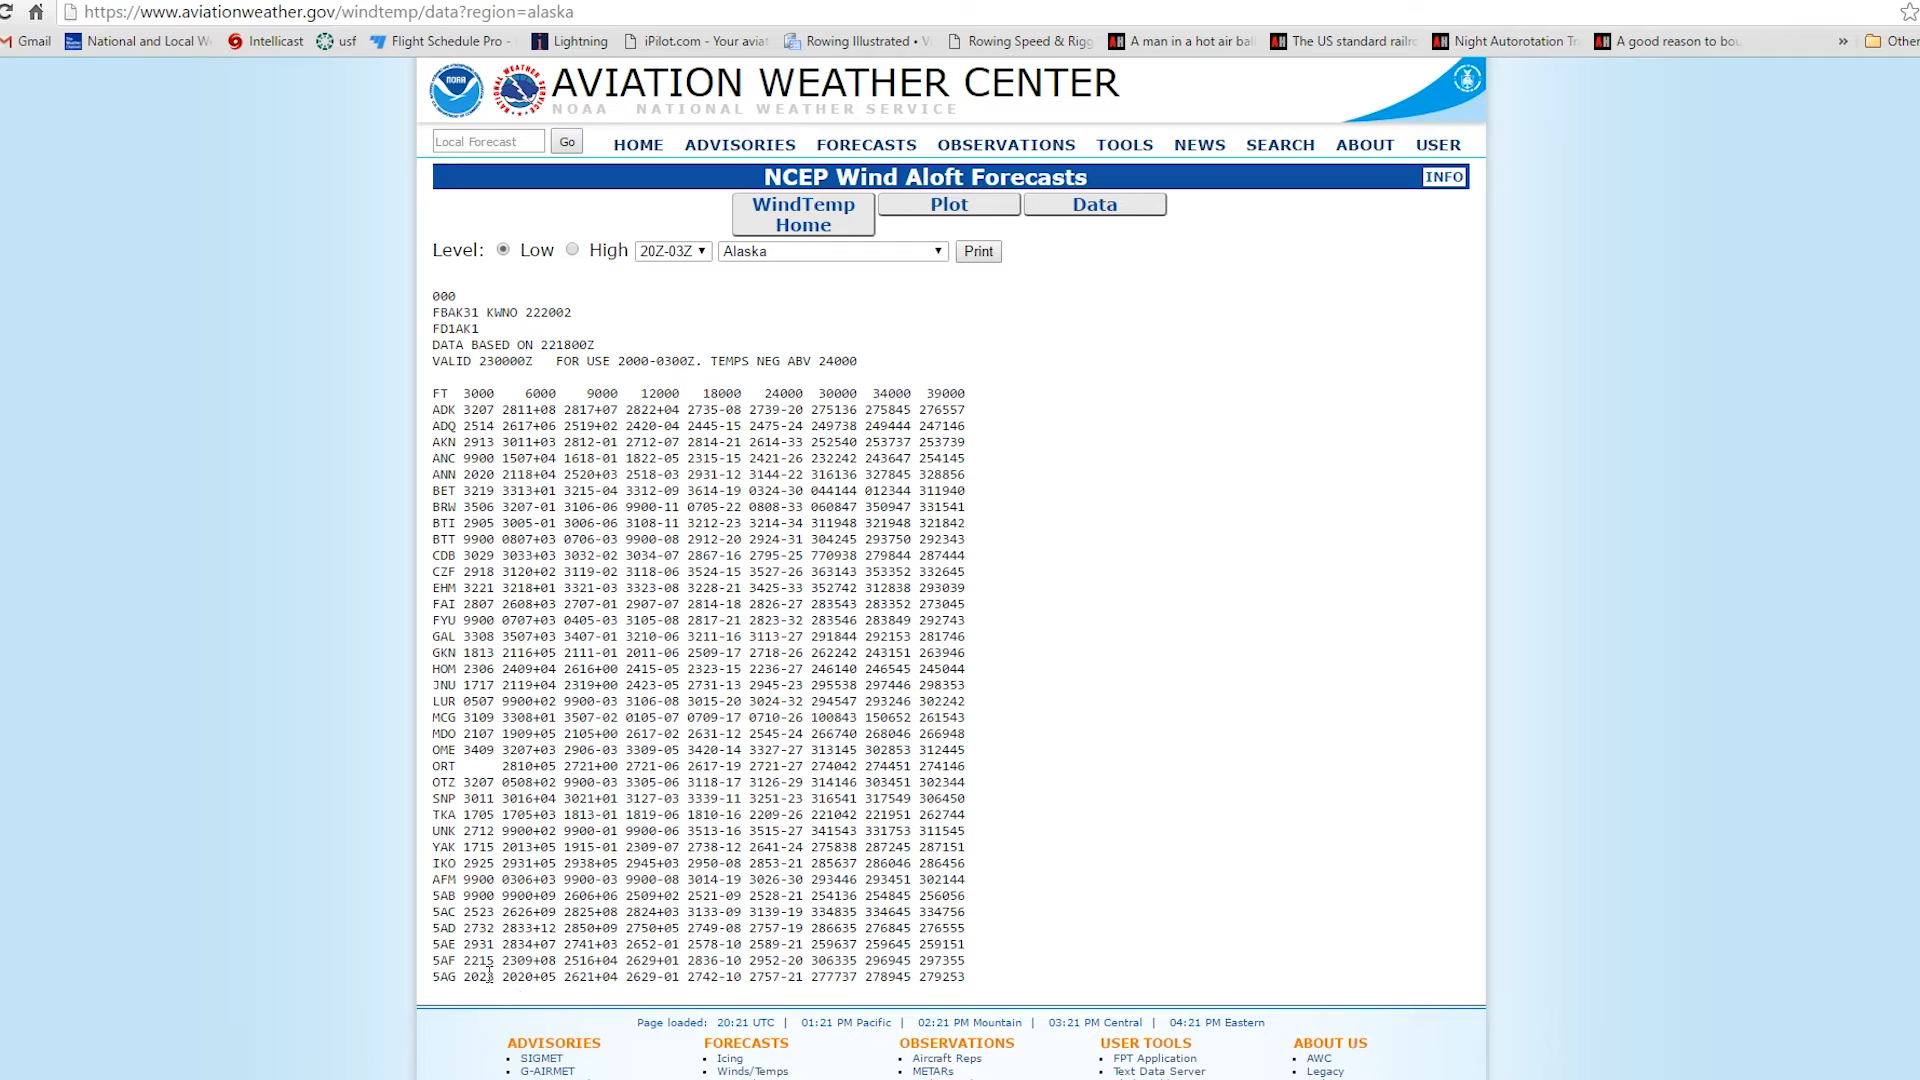 https://www.aviationweather.gov/windtemp/data?region=alaska
Gmail National and Local W Intellicast usf Flight Schedule Pro - Lightning iPilot.com - Your aviat Rowing Illustrated • V Rowing Speed & Rigg A man in a hot air bal The US standard railro Night Autorotation Tr A good reason to bou » Other
NOAA
AVIATION WEATHER CENTER
NOAA NATIONAL WEATHER SERVICE
Local Forecast Go HOME ADVISORIES FORECASTS OBSERVATIONS TOOLS NEWS SEARCH ABOUT USER
NCEP Wind Aloft Forecasts INFO
WindTemp Home Plot Data
Level: Low High 20Z-03Z Alaska Print
000
FBAK31 KWNO 222002
FD1AK1
DATA BASED ON 221800Z
VALID 230000Z FOR USE 2000-0300Z. TEMPS NEG ABV 24000
FT 3000 6000 9000 12000 18000 24000 30000 34000 39000
ADK 3207 2811+08 2817+07 2822+04 2735-08 2739-20 275136 275845 276557
ADQ 2514 2617+06 2519+02 2420-04 2445-15 2475-24 249738 249444 247146
AKN 2913 3011+03 2812-01 2712-07 2814-21 2614-33 252540 253737 253739
ANC 9900 1507+04 1618-01 1822-05 2315-15 2421-26 232242 243647 254145
ANN 2020 2118+04 2520+03 2518-03 2931-12 3144-22 316136 327845 328856
BET 3219 3313+01 3215-04 3312-09 3614-19 0324-30 044144 012344 311940
BRW 3506 3207-01 3106-06 9900-11 0705-22 0808-33 060847 350947 331541
BTI 2905 3005-01 3006-06 3108-11 3212-23 3214-34 311948 321948 321842
BTT 9900 0807+03 0706-03 9900-08 2912-20 2924-31 304245 293750 292343
CDB 3029 3033+03 3032-02 3034-07 2867-16 2795-25 770938 279844 287444
CZF 2918 3120+02 3119-02 3118-06 3524-15 3527-26 363143 353352 332645
EHM 3221 3218+01 3321-03 3323-08 3228-21 3425-33 352742 312838 293039
FAI 2807 2608+03 2707-01 2907-07 2814-18 2826-27 283543 283352 273045
FYU 9900 0707+03 0405-03 3105-08 2817-21 2823-32 283546 283849 292743
GAL 3308 3507+03 3407-01 3210-06 3211-16 3113-27 291844 292153 281746
GKN 1813 2116+05 2111-01 2011-06 2509-17 2718-26 262242 243151 263946
HOM 2306 2409+04 2616+00 2415-05 2323-15 2236-27 246140 246545 245044
JNU 1717 2119+04 2319+00 2423-05 2731-13 2945-23 295538 297446 298353
LUR 0507 9900+02 9900-03 3106-08 3015-20 3024-32 294547 293246 302242
MCG 3109 3308+01 3507-02 0105-07 0709-17 0710-26 100843 150652 261543
MDO 2107 1909+05 2105+00 2617-02 2631-12 2545-24 266740 268046 266948
OME 3409 3207+03 2906-03 3309-05 3420-14 3327-27 313145 302853 312445
ORT 2810+05 2721+00 2721-06 2617-19 2721-27 274042 274451 274146
OTZ 3207 0508+02 9900-03 3305-06 3118-17 3126-29 314146 303451 302344
SNP 3011 3016+04 3021+01 3127-03 3339-11 3251-23 316541 317549 306450
TKA 1705 1705+03 1813-01 1819-06 1810-16 2209-26 221042 221951 262744
UNK 2712 9900+02 9900-01 9900-06 3513-16 3515-27 341543 331753 311545
YAK 1715 2013+05 1915-01 2309-07 2738-12 2641-24 275838 287245 287151
IKO 2925 2931+05 2938+05 2945+03 2950-08 2853-21 285637 286046 286456
AFM 9900 0306+03 9900-03 9900-08 3014-19 3026-30 293446 293451 302144
5AB 9900 9900+09 2606+06 2509+02 2521-09 2528-21 254136 254845 256056
5AC 2523 2626+09 2825+08 2824+03 3133-09 3139-19 334835 334645 334756
5AD 2732 2833+12 2850+09 2750+05 2749-08 2757-19 286635 276845 276555
5AE 2931 2834+07 2741+03 2652-01 2578-10 2589-21 259637 259645 259151
5AF 2215 2309+08 2516+04 2629+01 2836-10 2952-20 306335 296945 297355
5AG 2020+05 2621+04 2629-01 2742-10 2757-21 277737 278945 279253
Page loaded: 20:21 UTC | 01:21 PM Pacific | 02:21 PM Mountain | 03:21 PM Central | 04:21 PM Eastern
ADVISORIES FORECASTS OBSERVATIONS USER TOOLS ABOUT US
• SIGMET • Icing • Aircraft Reps • FPT Application • AWC
• G-AIRMET • Winds/Temps • METARs • Text Data Server • Legacy